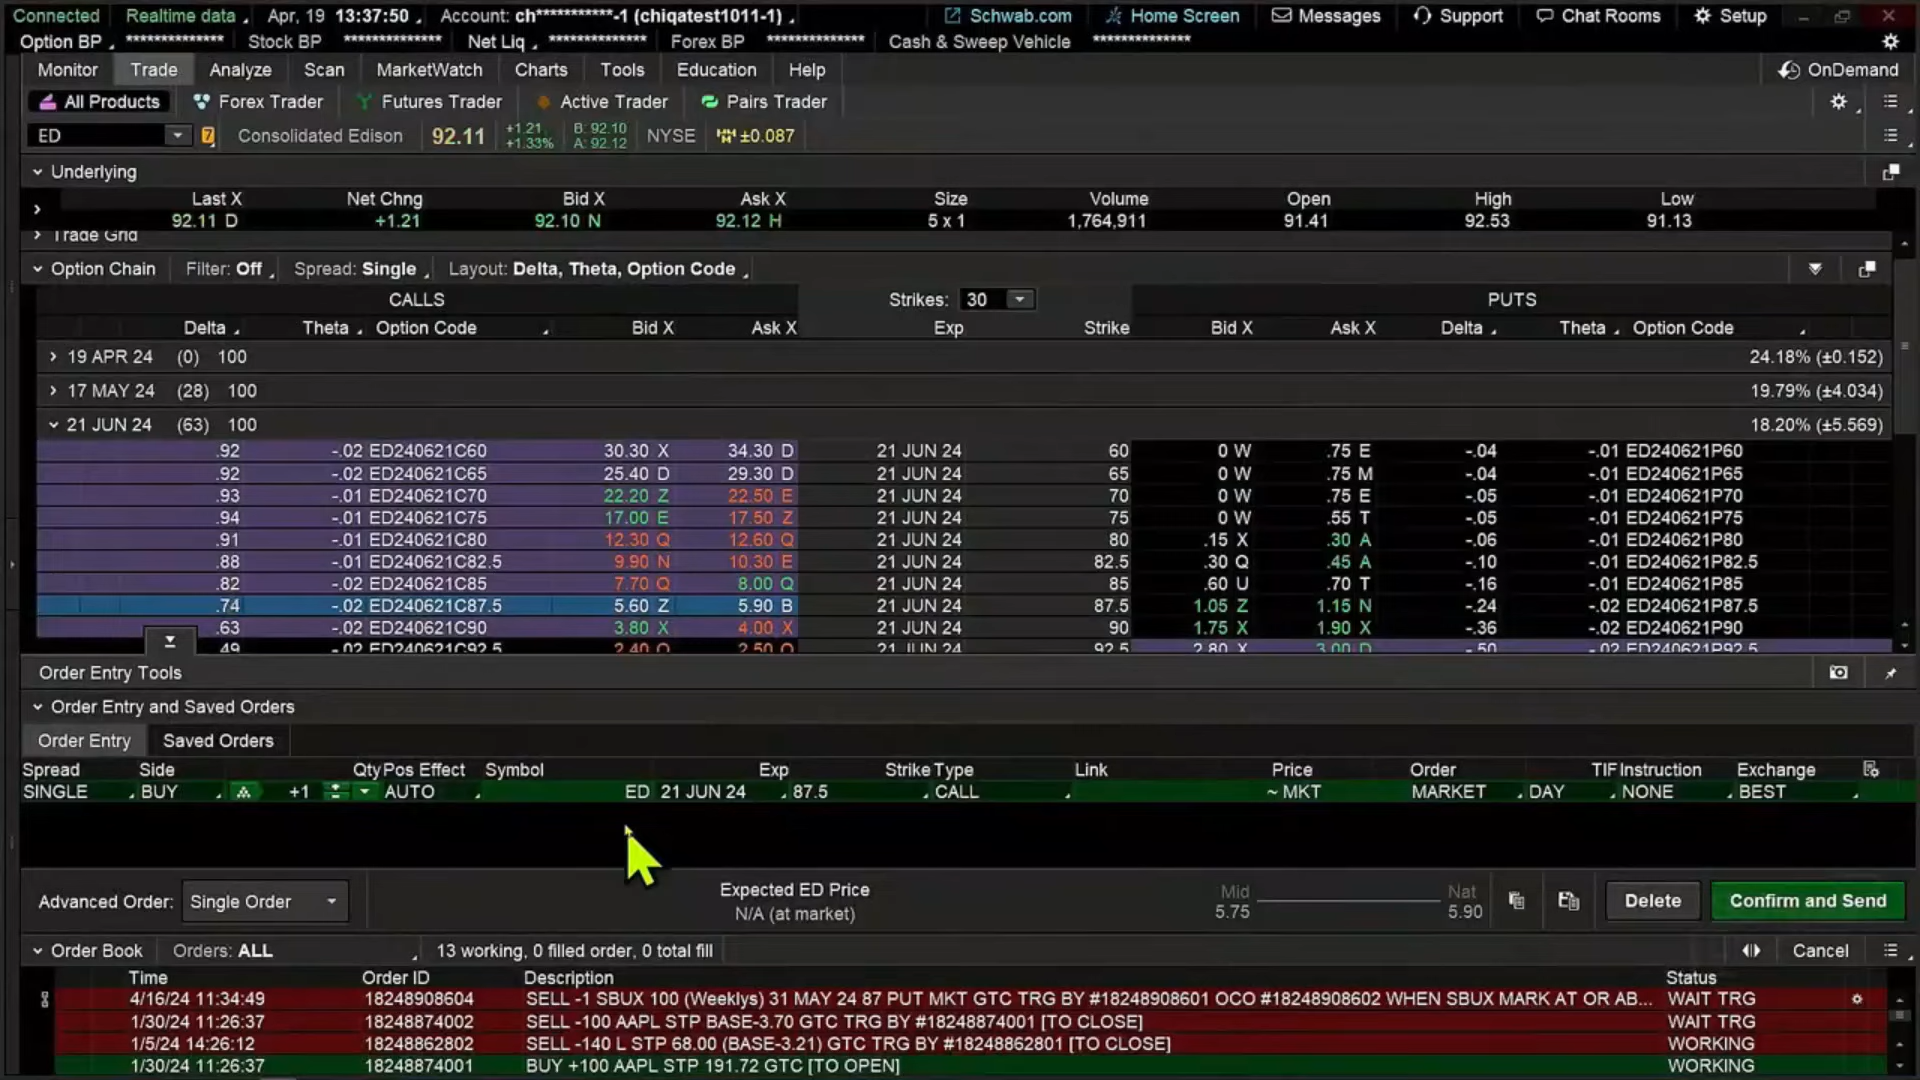 Connected Realtime data Apr, 19 13:37:50 Account: ch***********-1 (chiqatest1011-1) Schwab.com Home Screen Messages Support Chat Rooms Setup
Option BP ************** Stock BP ************** Net Liq ************** Forex BP ************** Cash & Sweep Vehicle **************
Monitor Trade Analyze Scan MarketWatch Charts Tools Education Help OnDemand
All Products Forex Trader Futures Trader Active Trader Pairs Trader
ED 7 Consolidated Edison 92.11 +1.21 +1.33% B: 92.10 A: 92.12 NYSE ±0.087
Underlying
Last X Net Chng Bid X Ask X Size Volume Open High Low
92.11 D +1.21 92.10 N 92.12 H 5 x 1 1,764,911 91.41 92.53 91.13
Trade Grid
Option Chain Filter: Off Spread: Single Layout: Delta, Theta, Option Code
CALLS Strikes: 30 PUTS
Delta Theta Option Code Bid X Ask X Exp Strike Bid X Ask X Delta Theta Option Code
19 APR 24 (0) 100 24.18% (±0.152)
17 MAY 24 (28) 100 19.79% (±4.034)
21 JUN 24 (63) 100 18.20% (±5.569)
.92 -.02 ED240621C60 30.30 X 34.30 D 21 JUN 24 60 0 W .75 E -.04 -.01 ED240621P60
.92 -.02 ED240621C65 25.40 D 29.30 D 21 JUN 24 65 0 W .75 M -.04 -.01 ED240621P65
.93 -.01 ED240621C70 22.20 Z 22.50 E 21 JUN 24 70 0 W .75 E -.05 -.01 ED240621P70
.94 -.01 ED240621C75 17.00 E 17.50 Z 21 JUN 24 75 0 W .55 T -.05 -.01 ED240621P75
.91 -.01 ED240621C80 12.30 Q 12.60 Q 21 JUN 24 80 .15 X .30 A -.06 -.01 ED240621P80
.88 -.01 ED240621C82.5 9.90 N 10.30 E 21 JUN 24 82.5 .30 Q .45 A -.10 -.01 ED240621P82.5
.82 -.02 ED240621C85 7.70 Q 8.00 Q 21 JUN 24 85 .60 U .70 T -.16 -.01 ED240621P85
.74 -.02 ED240621C87.5 5.60 Z 5.90 B 21 JUN 24 87.5 1.05 Z 1.15 N -.24 -.02 ED240621P87.5
.63 -.02 ED240621C90 3.80 X 4.00 X 21 JUN 24 90 1.75 X 1.90 X -.36 -.02 ED240621P90
.49 -.02 ED240621C92.5 2.40 Q 2.50 Q 21 JUN 24 92.5 2.80 X 3.00 D -.50 -.02 ED240621P92.5
Order Entry Tools
Order Entry and Saved Orders
Order Entry Saved Orders
Spread Side Qty Pos Effect Symbol Exp Strike Type Link Price Order TIF Instruction Exchange
SINGLE BUY +1 AUTO ED 21 JUN 24 87.5 CALL ~ MKT MARKET DAY NONE BEST
Advanced Order: Single Order Expected ED Price Mid Nat Delete Confirm and Send
N/A (at market) 5.75 5.90
Order Book Orders: ALL 13 working, 0 filled order, 0 total fill Cancel
Time Order ID Description Status
4/16/24 11:34:49 18248908604 SELL -1 SBUX 100 (Weeklys) 31 MAY 24 87 PUT MKT GTC TRG BY #18248908601 OCO #18248908602 WHEN SBUX MARK AT OR AB... WAIT TRG
1/30/24 11:26:37 18248874002 SELL -100 AAPL STP BASE-3.70 GTC TRG BY #18248874001 [TO CLOSE] WAIT TRG
1/5/24 14:26:12 18248862802 SELL -140 L STP 68.00 (BASE-3.21) GTC TRG BY #18248862801 [TO CLOSE] WORKING
1/30/24 11:26:37 18248874001 BUY +100 AAPL STP 191.72 GTC [TO OPEN] WORKING